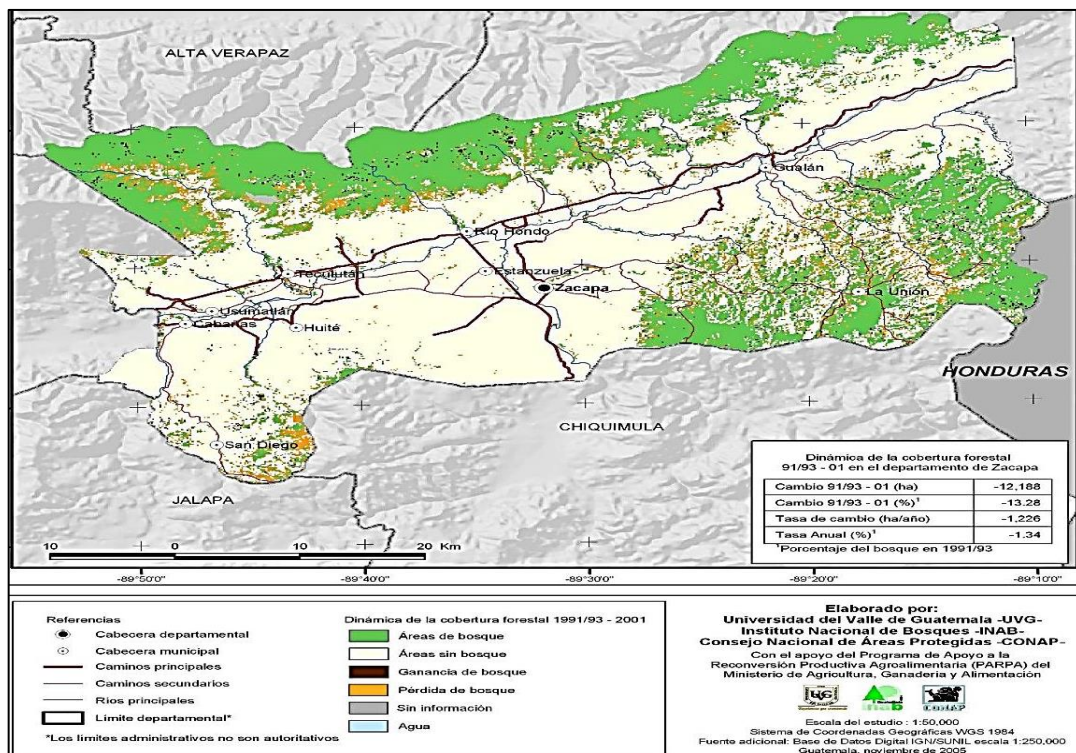 ALTA VERAPAZ
Gualán
Río Hondo
Estanzuela
Teculután
Zacapa
La Unión
Usumatlán
Cabañas
Huité
HONDURAS
CHIQUIMULA
San Diego
JALAPA
Dinámica de la cobertura forestal
91/93 - 01 en el departamento de Zacapa
Cambio 91/93 - 01 (ha) -12,188
Cambio 91/93 - 01 (%)¹ -13.28
Tasa de cambio (ha/año) -1,226
Tasa Anual (%)¹ -1.34
¹Porcentaje del bosque en 1991/93
10 0 10 20 Km
-89°50'0" -89°40'0" -89°30'0" -89°20'0" -89°10'0"
Referencias
Cabecera departamental
Cabecera municipal
Caminos principales
Caminos secundarios
Rios principales
Límite departamental*
*Los límites administrativos no son autoritativos
Dinámica de la cobertura forestal 1991/93 - 2001
Áreas de bosque
Áreas sin bosque
Ganancia de bosque
Pérdida de bosque
Sin información
Agua
Elaborado por:
Universidad del Valle de Guatemala -UVG-
Instituto Nacional de Bosques -INAB-
Consejo Nacional de Áreas Protegidas -CONAP-
Con el apoyo del Programa de Apoyo a la
Reconversión Productiva Agroalimentaria (PARPA) del
Ministerio de Agricultura, Ganadería y Alimentación
UVG
inab
CONAP
Escala del estudio : 1:50,000
Sistema de Coordenadas Geográficas WGS 1984
Fuente adicional: Base de Datos Digital IGN/SUNIL escala 1:250,000
Guatemala, noviembre de 2005